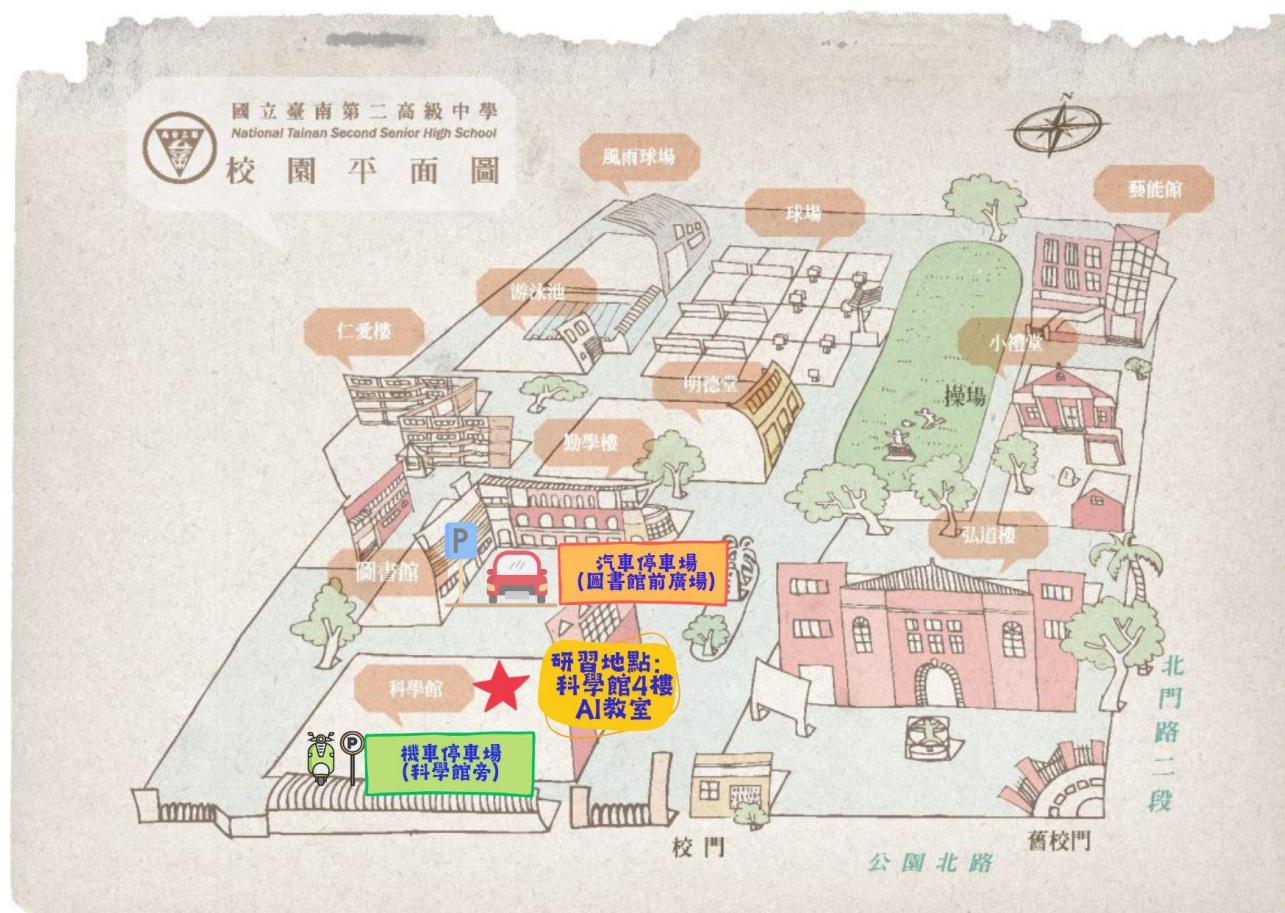 國立臺南第二高級中學
National Tainan Second Senior High School
校園平面圖
N
風雨球場
藝能館
球場
游泳池
仁愛樓
小禮堂
明德堂
操場
勤學樓
弘道樓
P
汽車停車場
(圖書館前廣場)
圖書館
研習地點:
科學館4樓
AI教室
科學館
P
機車停車場
(科學館旁)
北門路二段
校門
舊校門
公園北路